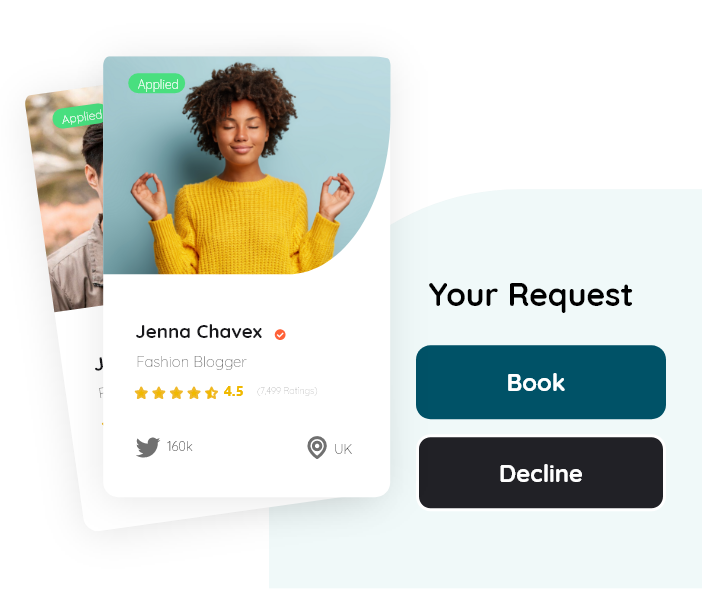 Applied
Applied
Jenna Chavex
Fashion Blogger
4.5 (7,499 Ratings)
160k
UK
Your Request
Book
Decline